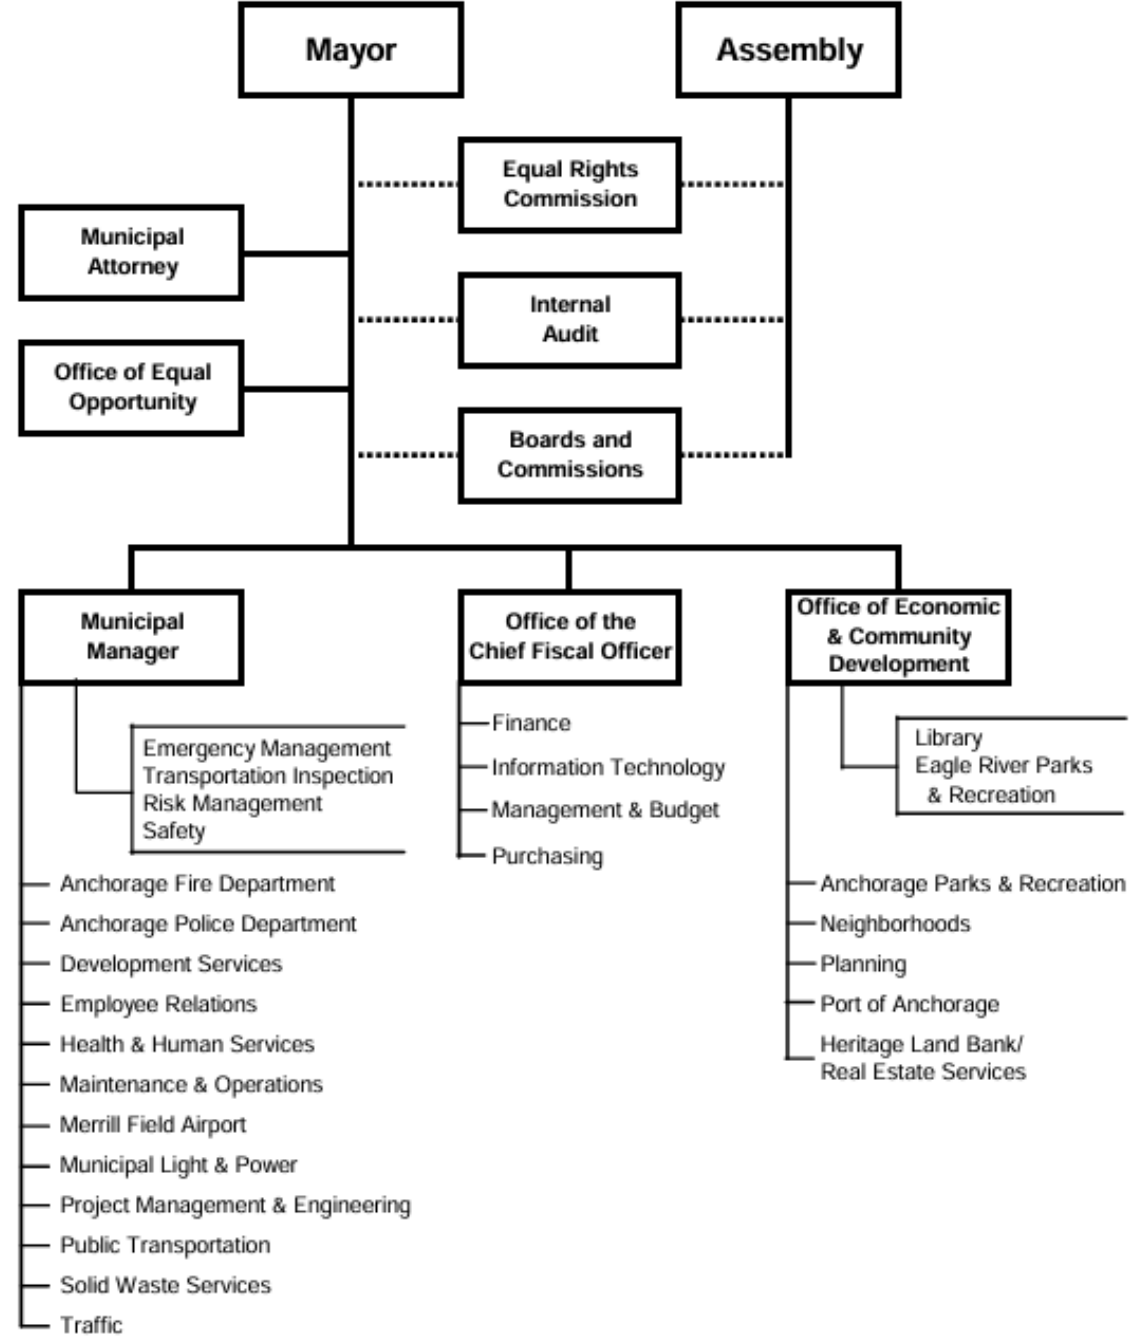 Mayor
Assembly
Equal Rights
Commission
Municipal
Attorney
Internal
Audit
Office of Equal
Opportunity
Boards and
Commissions
Municipal
Manager
Office of the
Chief Fiscal Officer
Office of Economic
& Community
Development
Emergency Management
Transportation Inspection
Risk Management
Safety
Anchorage Fire Department
Anchorage Police Department
Development Services
Employee Relations
Health & Human Services
Maintenance & Operations
Merrill Field Airport
Municipal Light & Power
Project Management & Engineering
Public Transportation
Solid Waste Services
Traffic
Finance
Information Technology
Management & Budget
Purchasing
Library
Eagle River Parks
& Recreation
Anchorage Parks & Recreation
Neighborhoods
Planning
Port of Anchorage
Heritage Land Bank/
Real Estate Services